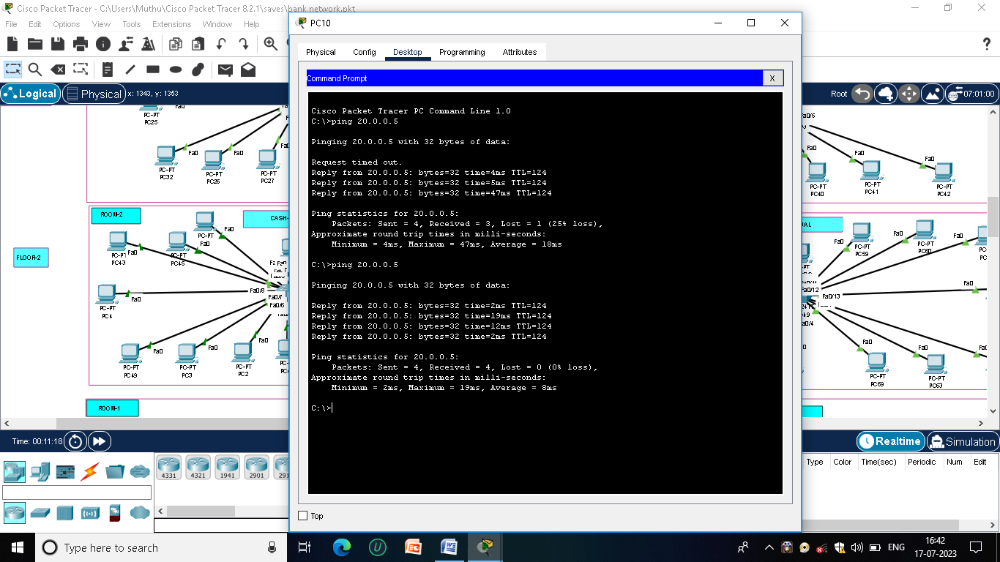 Cisco Packet Tracer - C:\Users\Muthu\Cisco Packet Tracer 8.2.1\saves\bank network.pkt
File Edit Options View Tools Extensions Window Help
PC10
Physical Config Desktop Programming Attributes
Command Prompt
X
Logical Physical x: 1343, y: 1353
Root 07:01:00
Cisco Packet Tracer PC Command Line 1.0
C:\>ping 20.0.0.5
Pinging 20.0.0.5 with 32 bytes of data:
Request timed out.
Reply from 20.0.0.5: bytes=32 time=4ms TTL=124
Reply from 20.0.0.5: bytes=32 time=5ms TTL=124
Reply from 20.0.0.5: bytes=32 time=47ms TTL=124
Ping statistics for 20.0.0.5:
Packets: Sent = 4, Received = 3, Lost = 1 (25% loss),
Approximate round trip times in milli-seconds:
Minimum = 4ms, Maximum = 47ms, Average = 18ms
C:\>ping 20.0.0.5
Pinging 20.0.0.5 with 32 bytes of data:
Reply from 20.0.0.5: bytes=32 time=2ms TTL=124
Reply from 20.0.0.5: bytes=32 time=19ms TTL=124
Reply from 20.0.0.5: bytes=32 time=12ms TTL=124
Reply from 20.0.0.5: bytes=32 time=2ms TTL=124
Ping statistics for 20.0.0.5:
Packets: Sent = 4, Received = 4, Lost = 0 (0% loss),
Approximate round trip times in milli-seconds:
Minimum = 2ms, Maximum = 19ms, Average = 8ms
C:\>
Top
PC-PT
PC25
Fa0
Fa0
Fa0
PC-PT
PC32
PC-PT
PC26
PC-PT
PC27
ROOM-2
CASH-
Fa0
PC-PT
Fa0
Fa0
PC-PT
PC43
PC-PT
PC45
FLOOR-2
Fa0/8
Fa0/7
Fa0/6
Fa0
PC-PT
PC4
Fa0
Fa0
Fa0
PC-PT
PC49
PC-PT
PC3
PC-PT
PC2
ROOM-1
a0/5
Fa0
Fa0
Fa0
PC-PT
PC40
PC-PT
PC41
PC-PT
PC42
Fa0
Fa0
Fa0
PC-PT
PC59
PC-PT
PC60
Fa0
Fa0/12
Fa0/13
Fa0
Fa0
Fa0
PC-PT
PC69
PC-PT
PC63
Time: 00:11:18
Realtime Simulation
4331 4321 1941 2901 291
Type Color Time(sec) Periodic Num Edit
Type here to search
ENG
16:42
17-07-2023